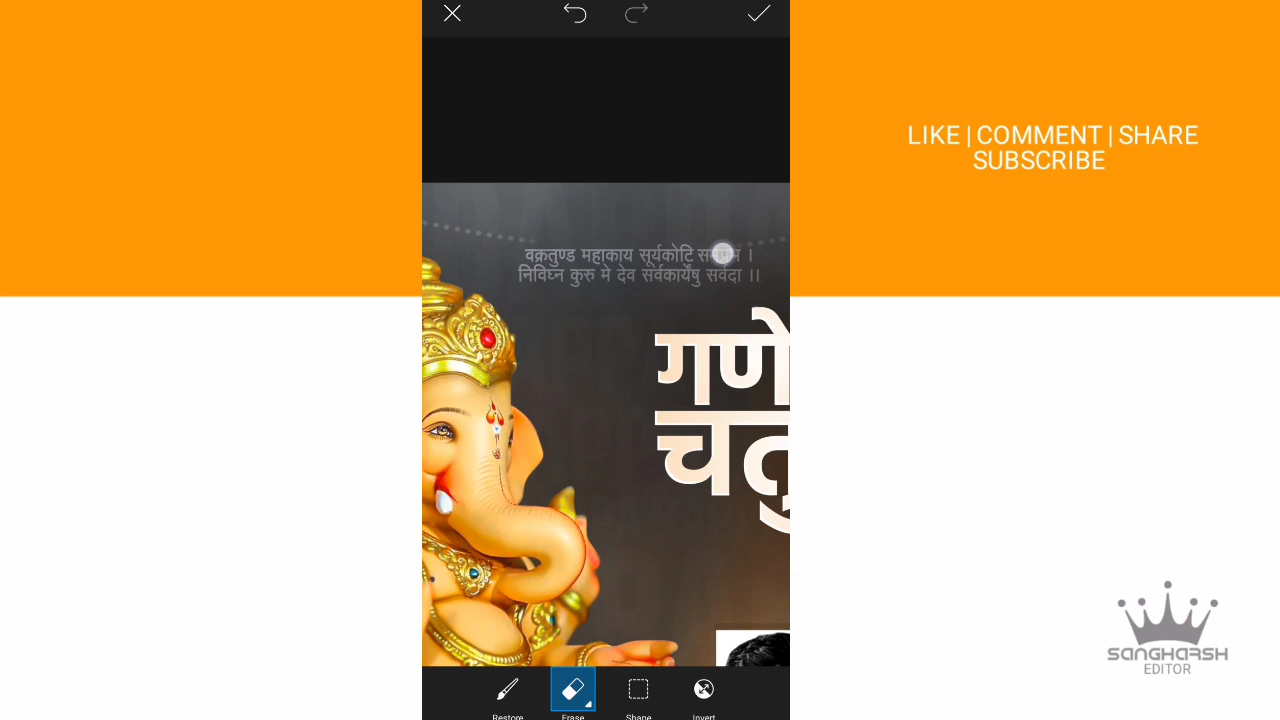 LIKE | COMMENT | SHARE
SUBSCRIBE
वक्रतुण्ड महाकाय सूर्यकोटि ।
निविघ्न कुरु मे देव सर्वकार्येषु सर्वदा ।।
गणे
चतु
SANGHARSH
EDITOR
Restore Erase Shape Invert